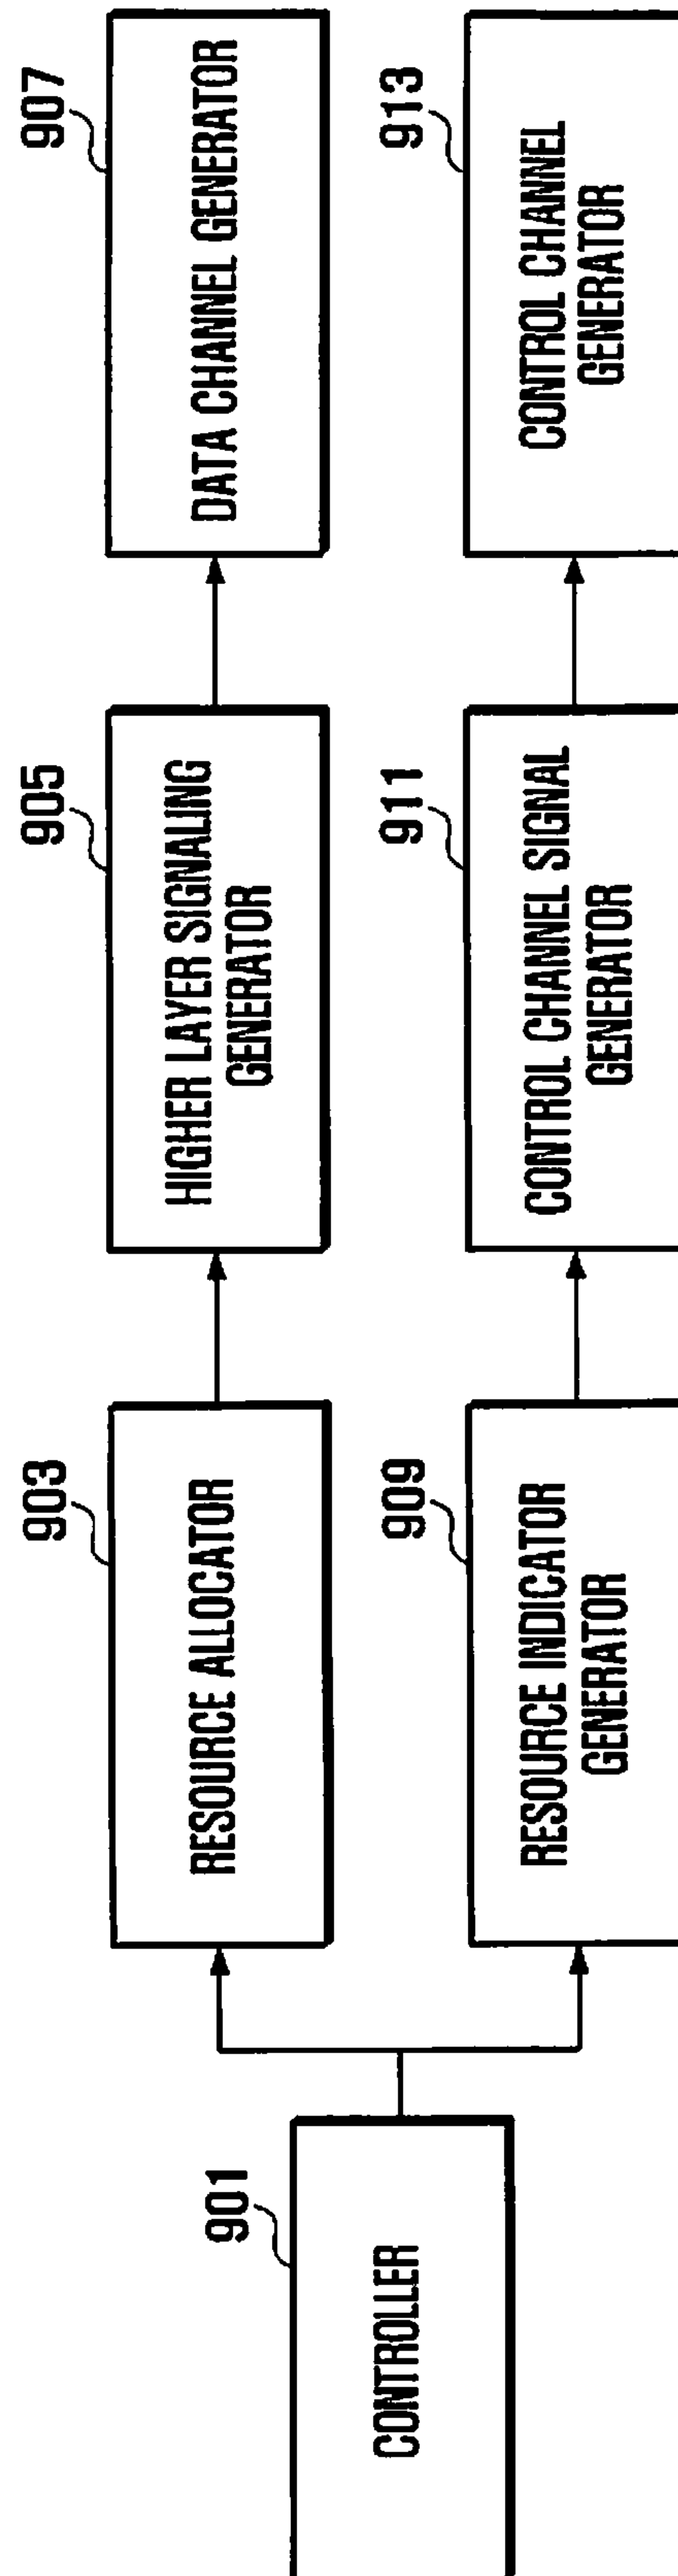 901
CONTROLLER
903
RESOURCE ALLOCATOR
905
HIGHER LAYER SIGNALING
GENERATOR
907
DATA CHANNEL GENERATOR
909
RESOURCE INDICATOR
GENERATOR
911
CONTROL CHANNEL SIGNAL
GENERATOR
913
CONTROL CHANNEL
GENERATOR